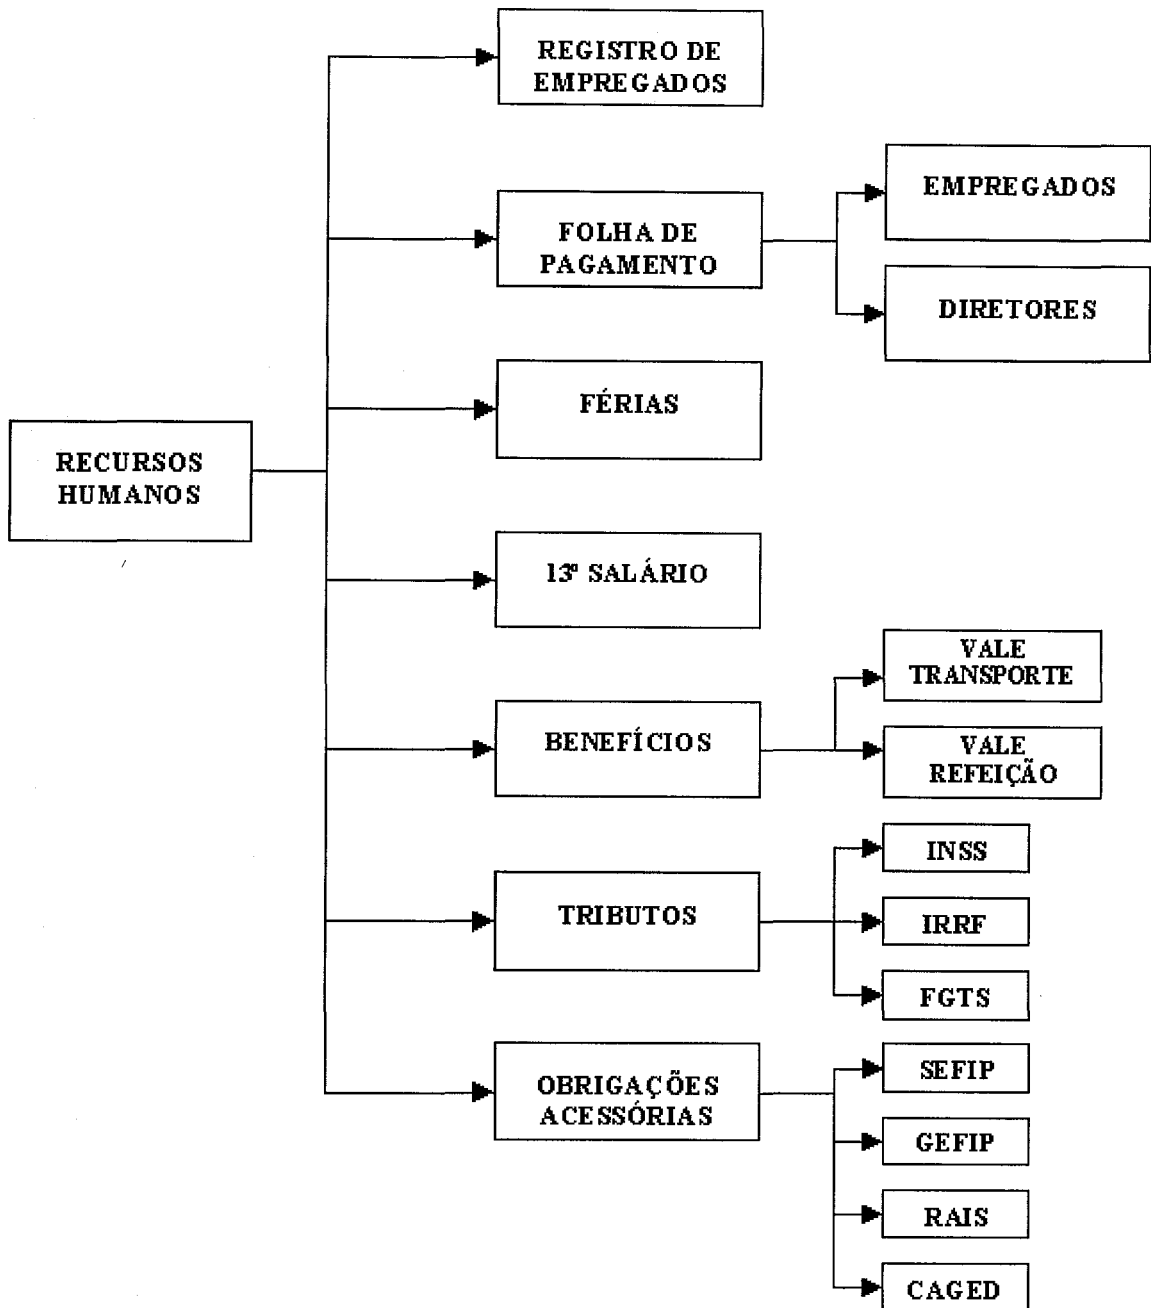 REGISTRO DE
EMPREGADOS
FOLHA DE
PAGAMENTO
EMPREGADOS
DIRETORES
FÉRIAS
RECURSOS
HUMANOS
13º SALÁRIO
BENEFÍCIOS
VALE
TRANSPORTE
VALE
REFEIÇÃO
TRIBUTOS
INSS
IRRF
FGTS
OBRIGAÇÕES
ACESSÓRIAS
SEFIP
GEFIP
RAIS
CAGED